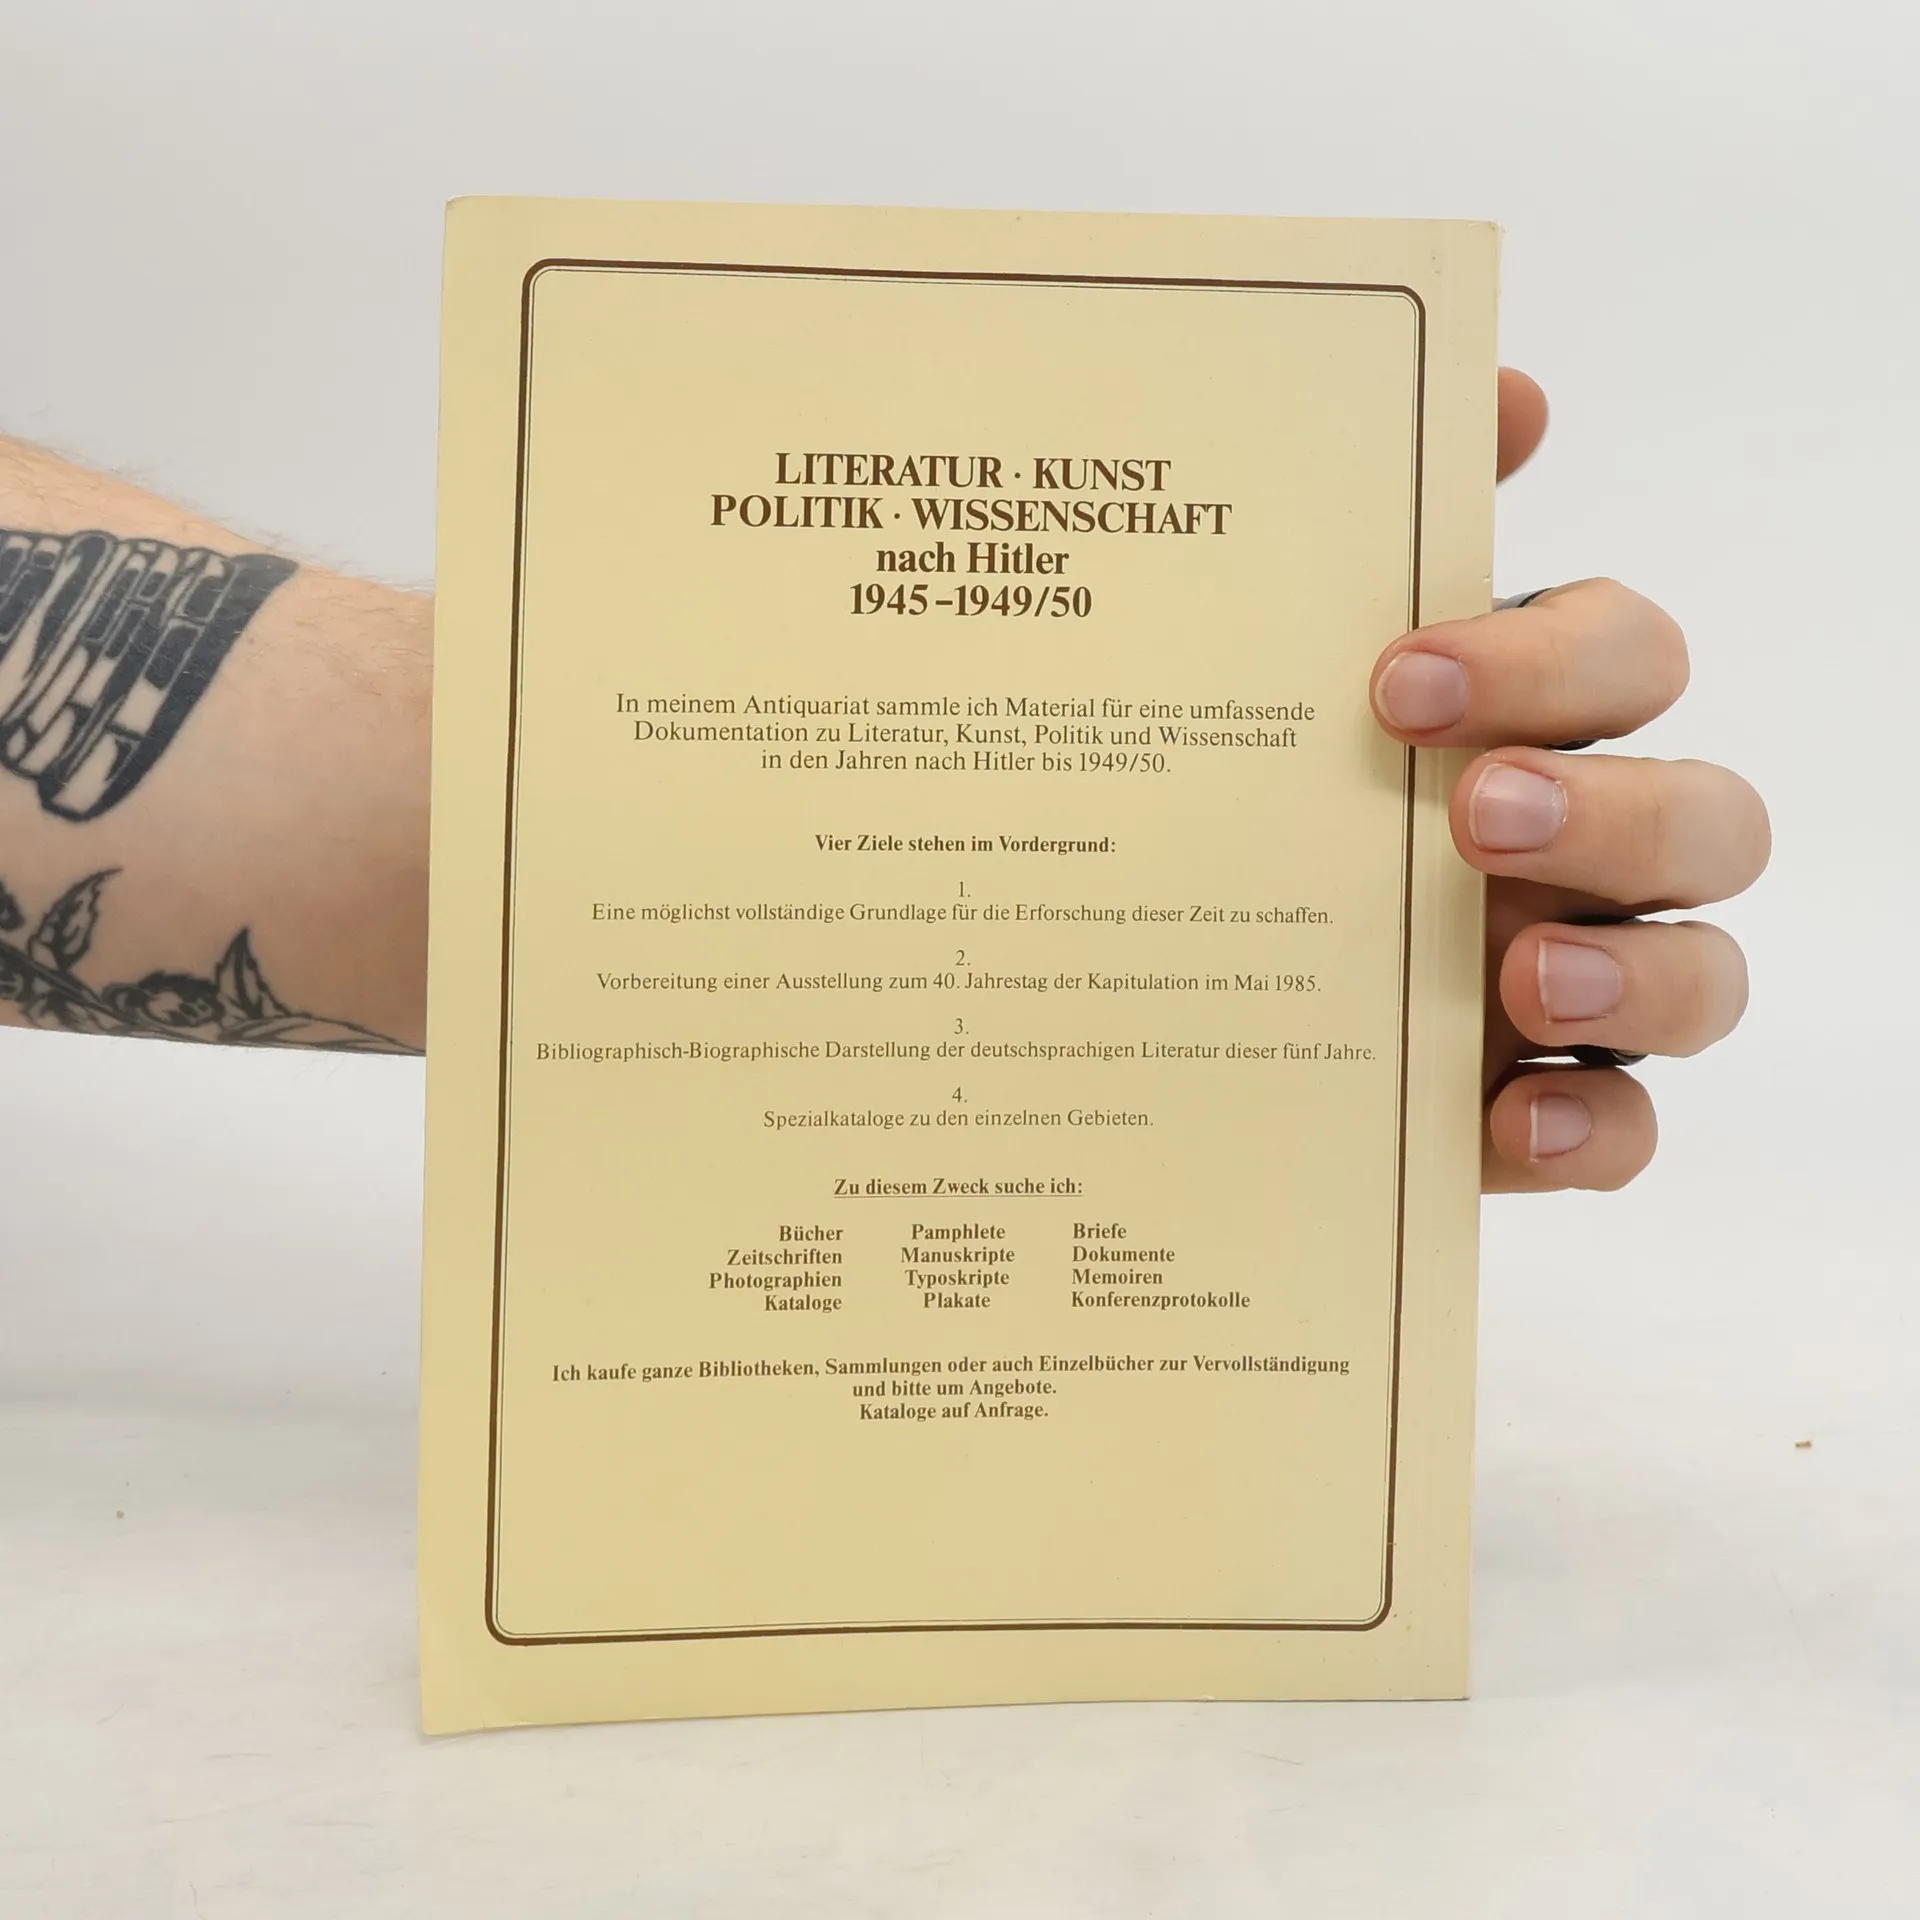 LITERATUR · KUNST
POLITIK · WISSENSCHAFT
nach Hitler
1945–1949/50
In meinem Antiquariat sammle ich Material für eine umfassende
Dokumentation zu Literatur, Kunst, Politik und Wissenschaft
in den Jahren nach Hitler bis 1949/50.
Vier Ziele stehen im Vordergrund:
1.
Eine möglichst vollständige Grundlage für die Erforschung dieser Zeit zu schaffen.
2.
Vorbereitung einer Ausstellung zum 40. Jahrestag der Kapitulation im Mai 1985.
3.
Bibliographisch-Biographische Darstellung der deutschsprachigen Literatur dieser fünf Jahre.
4.
Spezialkataloge zu den einzelnen Gebieten.
Zu diesem Zweck suche ich:
Bücher Pamphlete Briefe
Zeitschriften Manuskripte Dokumente
Photographien Typoskripte Memoiren
Kataloge Plakate Konferenzprotokolle
Ich kaufe ganze Bibliotheken, Sammlungen oder auch Einzelbücher zur Vervollständigung
und bitte um Angebote.
Kataloge auf Anfrage.